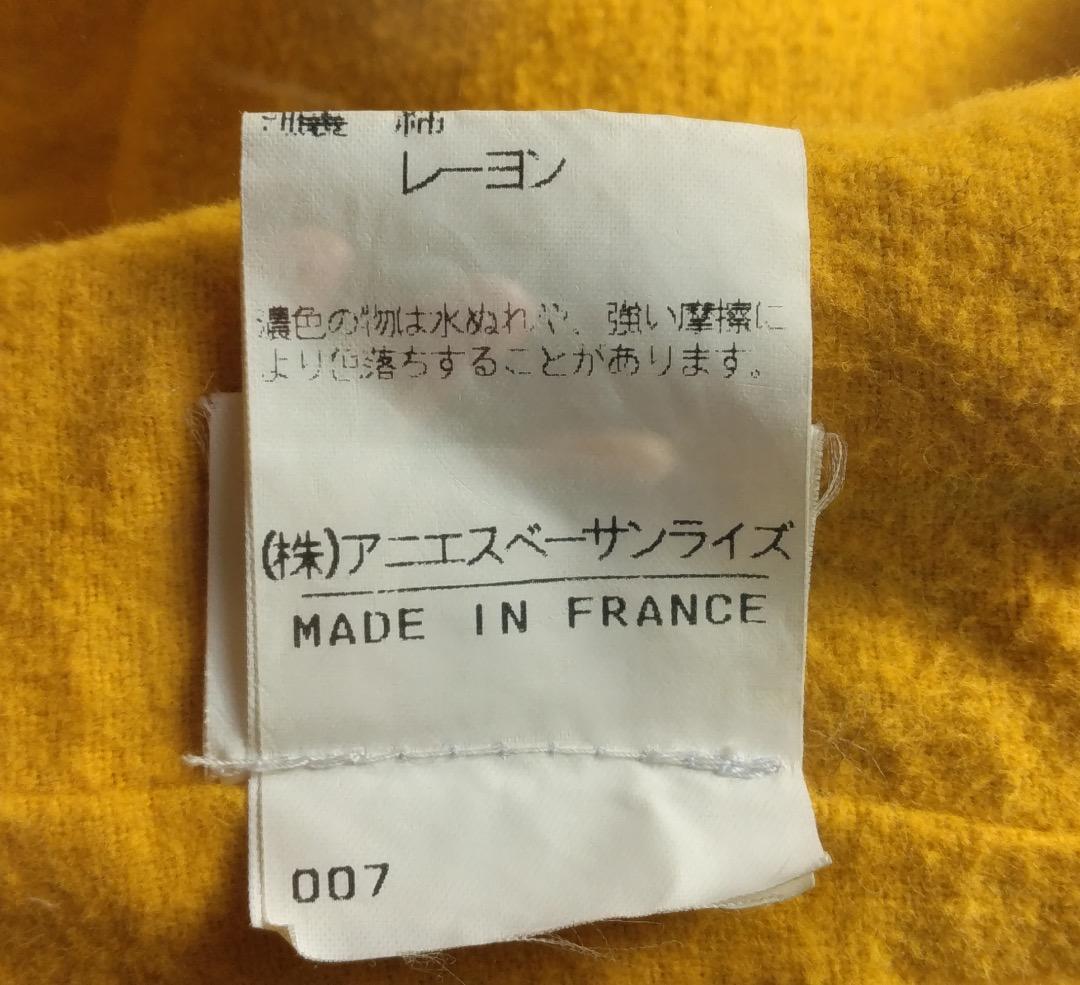 綿
レーヨン
濃色の物は水ぬれや、強い摩擦に
より色落ちすることがあります。
(株)アニエスベーサンライズ
MADE IN FRANCE
007